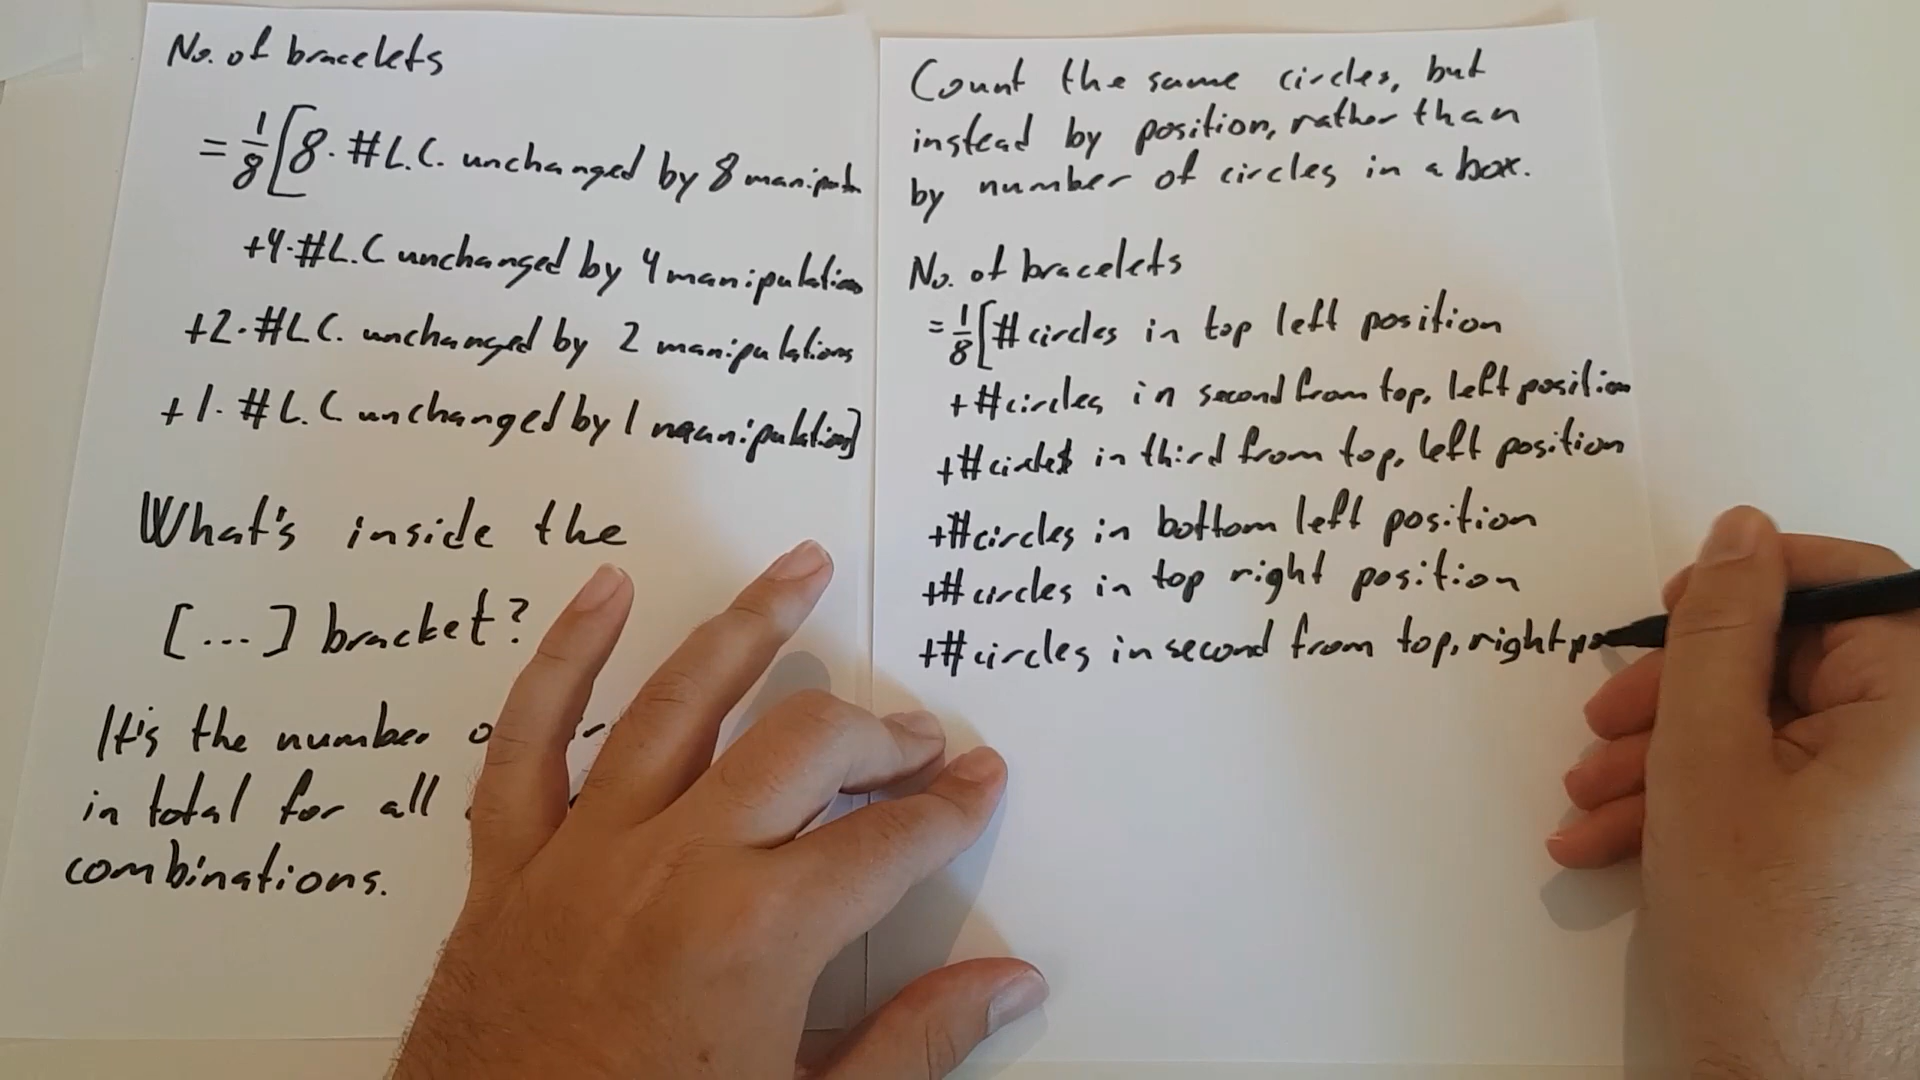 No. of bracelets
= 1/8 [8 · #L.C. unchanged by 8
+4·#L.C unchanged by 4 manipulations
+2·#L.C. unchanged by 2 manipulations
+1·#L.C unchanged by 1 manipulation]
What's inside the
[...] bracket?
It's the number
in total for all
combinations.
Count the same circles, but
instead by position, rather than
by number of circles in a box.
No. of bracelets
= 1/8 [# circles in top left position
+#circles in second from top, left position
+#circles in third from top, left position
+#circles in bottom left position
+# circles in top right position
+# circles in second from top, right